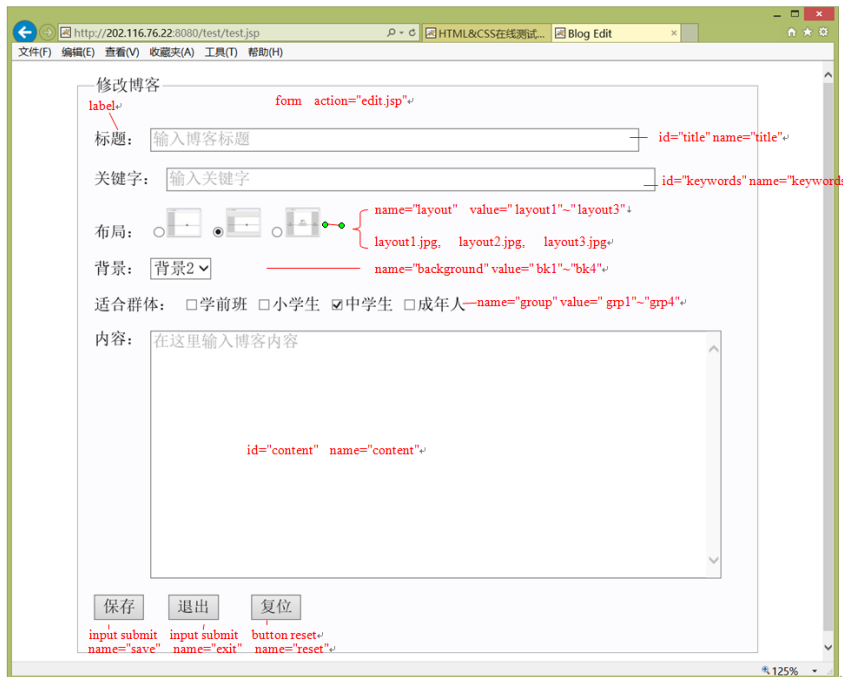 http://202.116.76.22:8080/test/test.jsp
HTML&CSS在线测试...
Blog Edit
文件(F) 编辑(E) 查看(V) 收藏夹(A) 工具(T) 帮助(H)
修改博客
label
form action="edit.jsp"
标题:
输入博客标题
id="title" name="title"
关键字:
输入关键字
id="keywords" name="keywords
布局:
name="layout" value=" layout1"~"layout3"
layout1.jpg, layout2.jpg, layout3.jpg
背景:
背景2
name="background" value=" bk1"~"bk4"
适合群体: 学前班 小学生 中学生 成年人
name="group" value=" grp1"~"grp4"
内容:
在这里输入博客内容
id="content" name="content"
保存 退出 复位
input submit input submit button reset
name="save" name="exit" name="reset"
125%